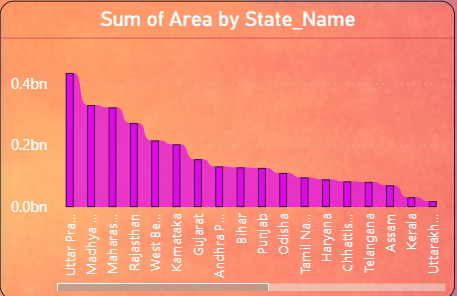 Sum of Area by State_Name
0.4bn
0.2bn
0.0bn
Uttar Pra...
Madhya ...
Maharas...
Rajasthan
West Be...
Karnataka
Gujarat
Andhra P...
Bihar
Punjab
Odisha
Tamil Na...
Haryana
Chhattis...
Telangana
Assam
Kerala
Uttarakh...